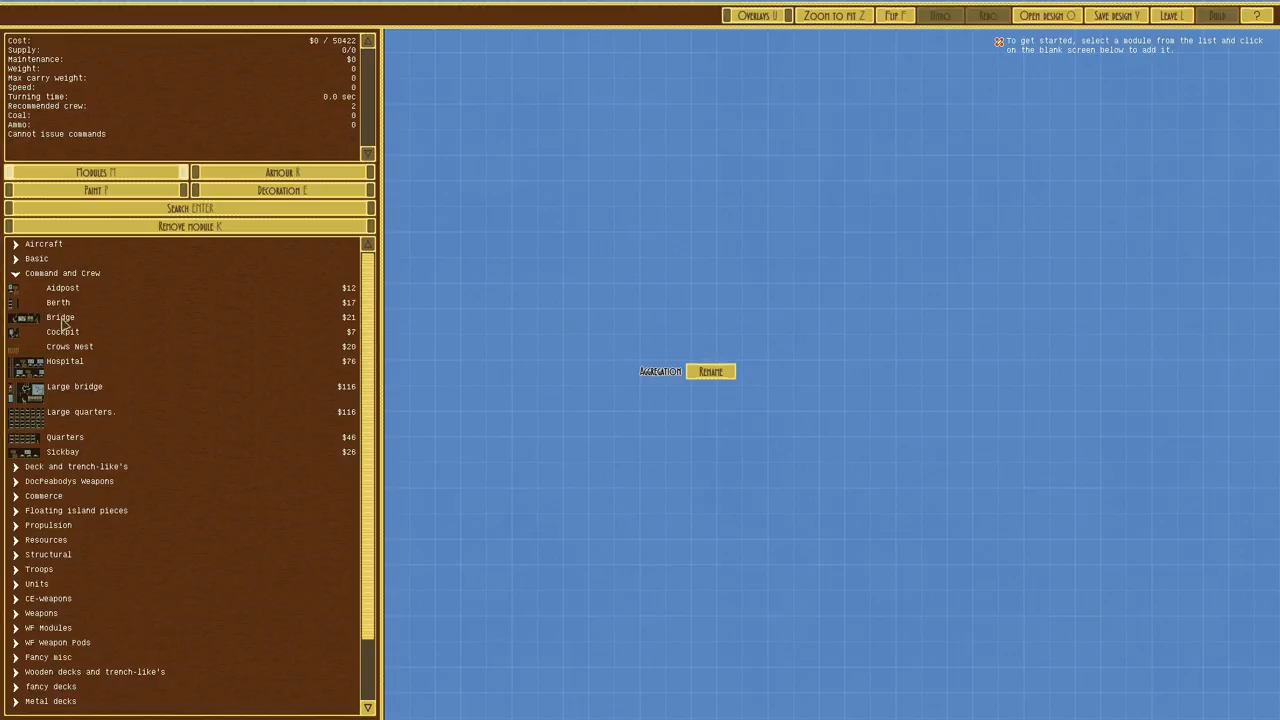 Overlays U Zoom to fit Z Flip F Undo Redo Open design O Save design V Leave L Build ?
Cost: $0 / 50422
Supply: 0/0
Maintenance: $0
Weight: 0
Max carry weight: 0
Speed: 0
Turning time: 0.0 sec
Recommended crew: 2
Coal: 0
Ammo: 0
Cannot issue commands
To get started, select a module from the list and click
on the blank screen below to add it.
Modules M Armour R
Paint P Decoration E
Search ENTER
Remove module K
Aircraft
Basic
Command and Crew
Aidpost $12
Berth $17
Bridge $21
Cockpit $7
Crows Nest $20
Hospital $76
Large bridge $116
Large quarters. $116
Quarters $46
Sickbay $26
Deck and trench-like's
DocPeabodys Weapons
Commerce
Floating island pieces
Propulsion
Resources
Structural
Troops
Units
CE-weapons
Weapons
WF Modules
WF Weapon Pods
Fancy misc
Wooden decks and trench-like's
fancy decks
Metal decks
Aggregation Rename